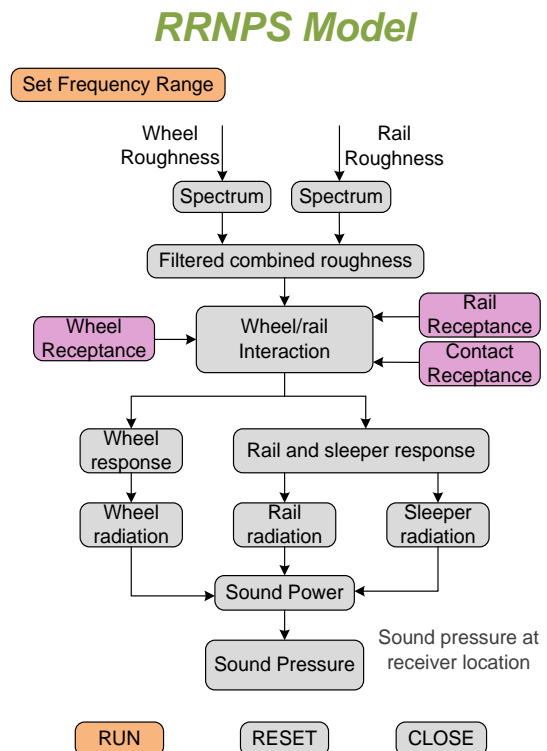 RRNPS Model
Set Frequency Range
Wheel
Roughness
Rail
Roughness
Spectrum
Spectrum
Filtered combined roughness
Wheel
Receptance
Wheel/rail
Interaction
Rail
Receptance
Contact
Receptance
Wheel
response
Rail and sleeper response
Wheel
radiation
Rail
radiation
Sleeper
radiation
Sound Power
Sound Pressure
Sound pressure at
receiver location
RUN
RESET
CLOSE